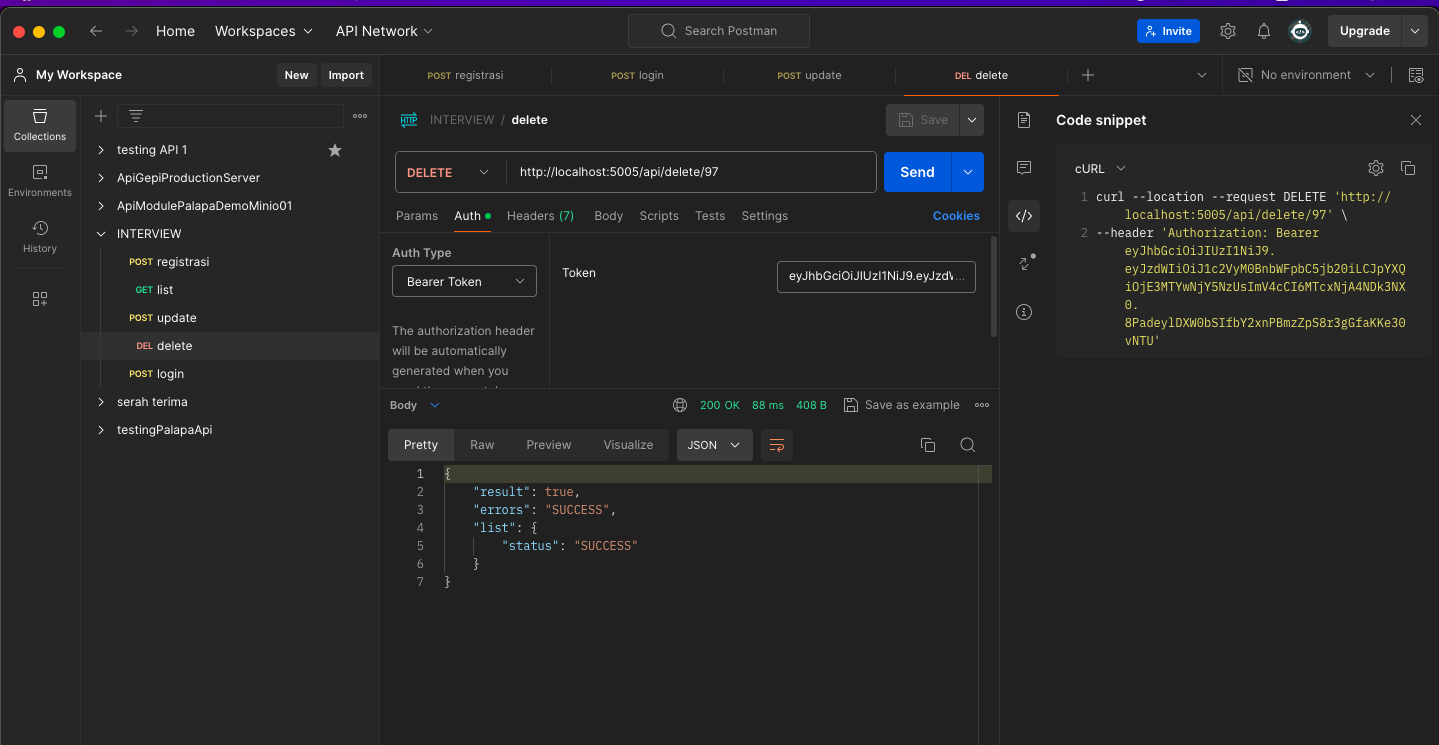 Home Workspaces API Network Search Postman Invite Upgrade
My Workspace New Import POST registrasi POST login POST update DEL delete No environment
Collections
Environments
History
testing API 1
ApiGepiProductionServer
ApiModulePalapaDemoMinio01
INTERVIEW
POST registrasi
GET list
POST update
DEL delete
POST login
serah terima
testingPalapaApi
HTTP INTERVIEW / delete Save
DELETE http://localhost:5005/api/delete/97 Send
Params Auth Headers (7) Body Scripts Tests Settings Cookies
Auth Type
Bearer Token
The authorization header
will be automatically
generated when you
Token eyJhbGciOiJIUzI1NiJ9.eyJzdW...
Body 200 OK 88 ms 408 B Save as example
Pretty Raw Preview Visualize JSON
1 {
2 "result": true,
3 "errors": "SUCCESS",
4 "list": {
5 "status": "SUCCESS"
6 }
7 }
Code snippet
cURL
1 curl --location --request DELETE 'http://
localhost:5005/api/delete/97' \
2 --header 'Authorization: Bearer
eyJhbGciOiJIUzI1NiJ9.
eyJzdWIiOiJ1c2VyM0BnbWFpbC5jb20iLCJpYXQ
iOjE3MTYwNjY5NzUsImV4cCI6MTcxNjA4NDk3NX
0.
8PadeylDXW0bSIfbY2xnPBmzZpS8r3gGfaKKe30
vNTU'